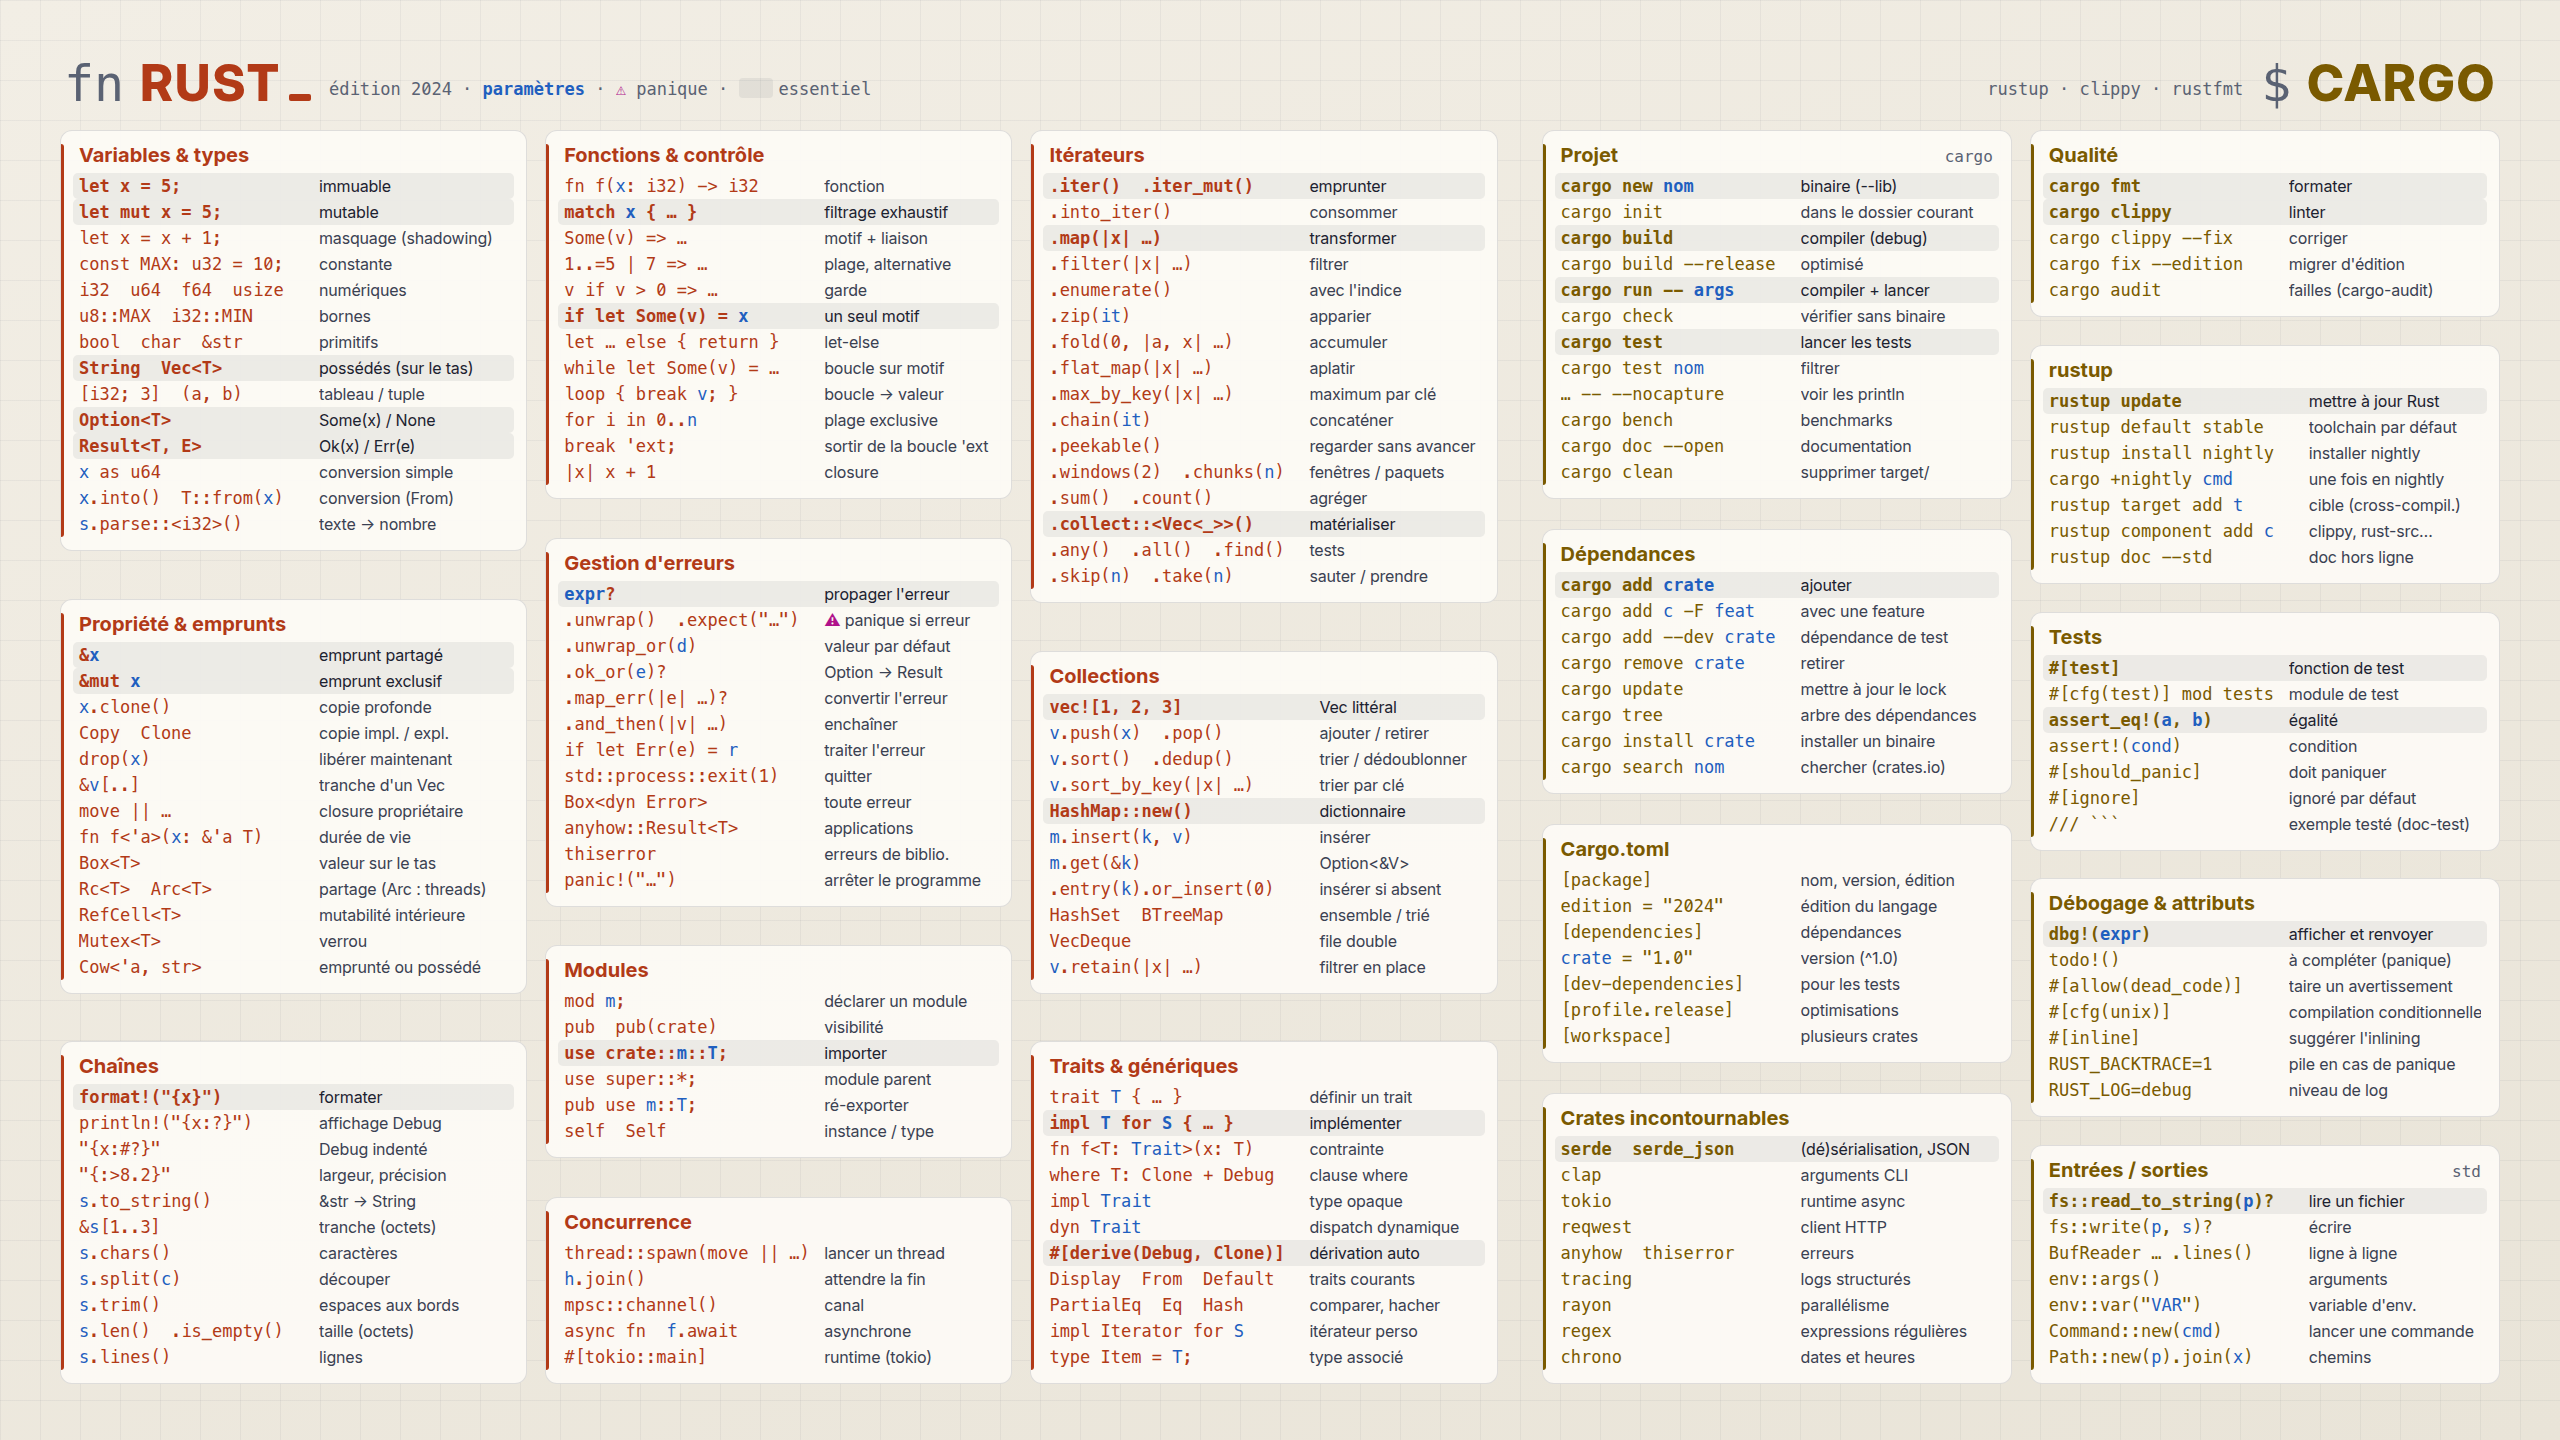 fn RUST_ édition 2024 · paramètres · ⚠ panique · essentiel
rustup · clippy · rustfmt $ CARGO
Variables & types
let x = 5; immuable
let mut x = 5; mutable
let x = x + 1; masquage (shadowing)
const MAX: u32 = 10; constante
i32 u64 f64 usize numériques
u8::MAX i32::MIN bornes
bool char &str primitifs
String Vec<T> possédés (sur le tas)
[i32; 3] (a, b) tableau / tuple
Option<T> Some(x) / None
Result<T, E> Ok(x) / Err(e)
x as u64 conversion simple
x.into() T::from(x) conversion (From)
s.parse::<i32>() texte → nombre
Propriété & emprunts
&x emprunt partagé
&mut x emprunt exclusif
x.clone() copie profonde
Copy Clone copie impl. / expl.
drop(x) libérer maintenant
&v[..] tranche d'un Vec
move || … closure propriétaire
fn f<'a>(x: &'a T) durée de vie
Box<T> valeur sur le tas
Rc<T> Arc<T> partage (Arc : threads)
RefCell<T> mutabilité intérieure
Mutex<T> verrou
Cow<'a, str> emprunté ou possédé
Chaînes
format!("{x}") formater
println!("{x:?}") affichage Debug
"{x:#?}" Debug indenté
"{:>8.2}" largeur, précision
s.to_string() &str → String
&s[1..3] tranche (octets)
s.chars() caractères
s.split(c) découper
s.trim() espaces aux bords
s.len() .is_empty() taille (octets)
s.lines() lignes
Fonctions & contrôle
fn f(x: i32) -> i32 fonction
match x { … } filtrage exhaustif
Some(v) => … motif + liaison
1..=5 | 7 => … plage, alternative
v if v > 0 => … garde
if let Some(v) = x un seul motif
let … else { return } let-else
while let Some(v) = … boucle sur motif
loop { break v; } boucle → valeur
for i in 0..n plage exclusive
break 'ext; sortir de la boucle 'ext
|x| x + 1 closure
Gestion d'erreurs
expr? propager l'erreur
.unwrap() .expect("…") ⚠ panique si erreur
.unwrap_or(d) valeur par défaut
.ok_or(e)? Option → Result
.map_err(|e| …)? convertir l'erreur
.and_then(|v| …) enchaîner
if let Err(e) = r traiter l'erreur
std::process::exit(1) quitter
Box<dyn Error> toute erreur
anyhow::Result<T> applications
thiserror erreurs de biblio.
panic!("…") arrêter le programme
Modules
mod m; déclarer un module
pub pub(crate) visibilité
use crate::m::T; importer
use super::*; module parent
pub use m::T; ré-exporter
self Self instance / type
Concurrence
thread::spawn(move || …) lancer un thread
h.join() attendre la fin
mpsc::channel() canal
async fn f.await asynchrone
#[tokio::main] runtime (tokio)
Itérateurs
.iter() .iter_mut() emprunter
.into_iter() consommer
.map(|x| …) transformer
.filter(|x| …) filtrer
.enumerate() avec l'indice
.zip(it) apparier
.fold(0, |a, x| …) accumuler
.flat_map(|x| …) aplatir
.max_by_key(|x| …) maximum par clé
.chain(it) concaténer
.peekable() regarder sans avancer
.windows(2) .chunks(n) fenêtres / paquets
.sum() .count() agréger
.collect::<Vec<_>>() matérialiser
.any() .all() .find() tests
.skip(n) .take(n) sauter / prendre
Collections
vec![1, 2, 3] Vec littéral
v.push(x) .pop() ajouter / retirer
v.sort() .dedup() trier / dédoublonner
v.sort_by_key(|x| …) trier par clé
HashMap::new() dictionnaire
m.insert(k, v) insérer
m.get(&k) Option<&V>
.entry(k).or_insert(0) insérer si absent
HashSet BTreeMap ensemble / trié
VecDeque file double
v.retain(|x| …) filtrer en place
Traits & génériques
trait T { … } définir un trait
impl T for S { … } implémenter
fn f<T: Trait>(x: T) contrainte
where T: Clone + Debug clause where
impl Trait type opaque
dyn Trait dispatch dynamique
#[derive(Debug, Clone)] dérivation auto
Display From Default traits courants
PartialEq Eq Hash comparer, hacher
impl Iterator for S itérateur perso
type Item = T; type associé
Projet cargo
cargo new nom binaire (--lib)
cargo init dans le dossier courant
cargo build compiler (debug)
cargo build --release optimisé
cargo run -- args compiler + lancer
cargo check vérifier sans binaire
cargo test lancer les tests
cargo test nom filtrer
… -- --nocapture voir les println
cargo bench benchmarks
cargo doc --open documentation
cargo clean supprimer target/
Dépendances
cargo add crate ajouter
cargo add c -F feat avec une feature
cargo add --dev crate dépendance de test
cargo remove crate retirer
cargo update mettre à jour le lock
cargo tree arbre des dépendances
cargo install crate installer un binaire
cargo search nom chercher (crates.io)
Cargo.toml
[package] nom, version, édition
edition = "2024" édition du langage
[dependencies] dépendances
crate = "1.0" version (^1.0)
[dev-dependencies] pour les tests
[profile.release] optimisations
[workspace] plusieurs crates
Crates incontournables
serde serde_json (dé)sérialisation, JSON
clap arguments CLI
tokio runtime async
reqwest client HTTP
anyhow thiserror erreurs
tracing logs structurés
rayon parallélisme
regex expressions régulières
chrono dates et heures
Qualité
cargo fmt formater
cargo clippy linter
cargo clippy --fix corriger
cargo fix --edition migrer d'édition
cargo audit failles (cargo-audit)
rustup
rustup update mettre à jour Rust
rustup default stable toolchain par défaut
rustup install nightly installer nightly
cargo +nightly cmd une fois en nightly
rustup target add t cible (cross-compil.)
rustup component add c clippy, rust-src…
rustup doc --std doc hors ligne
Tests
#[test] fonction de test
#[cfg(test)] mod tests module de test
assert_eq!(a, b) égalité
assert!(cond) condition
#[should_panic] doit paniquer
#[ignore] ignoré par défaut
/// ``` exemple testé (doc-test)
Débogage & attributs
dbg!(expr) afficher et renvoyer
todo!() à compléter (panique)
#[allow(dead_code)] taire un avertissement
#[cfg(unix)] compilation conditionnelle
#[inline] suggérer l'inlining
RUST_BACKTRACE=1 pile en cas de panique
RUST_LOG=debug niveau de log
Entrées / sorties std
fs::read_to_string(p)? lire un fichier
fs::write(p, s)? écrire
BufReader … .lines() ligne à ligne
env::args() arguments
env::var("VAR") variable d'env.
Command::new(cmd) lancer une commande
Path::new(p).join(x) chemins